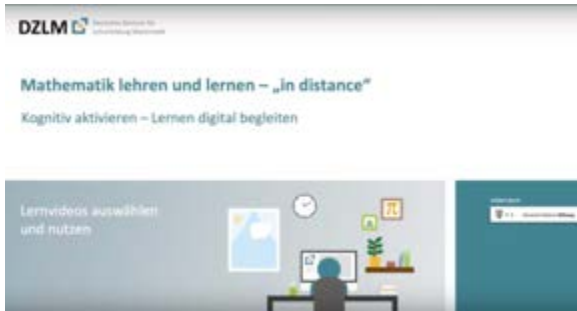 DZLM
Mathematik lehren und lernen – „in distance“
Kognitiv aktivieren – Lernen digital begleiten
Lernvideos auswählen
und nutzen
π